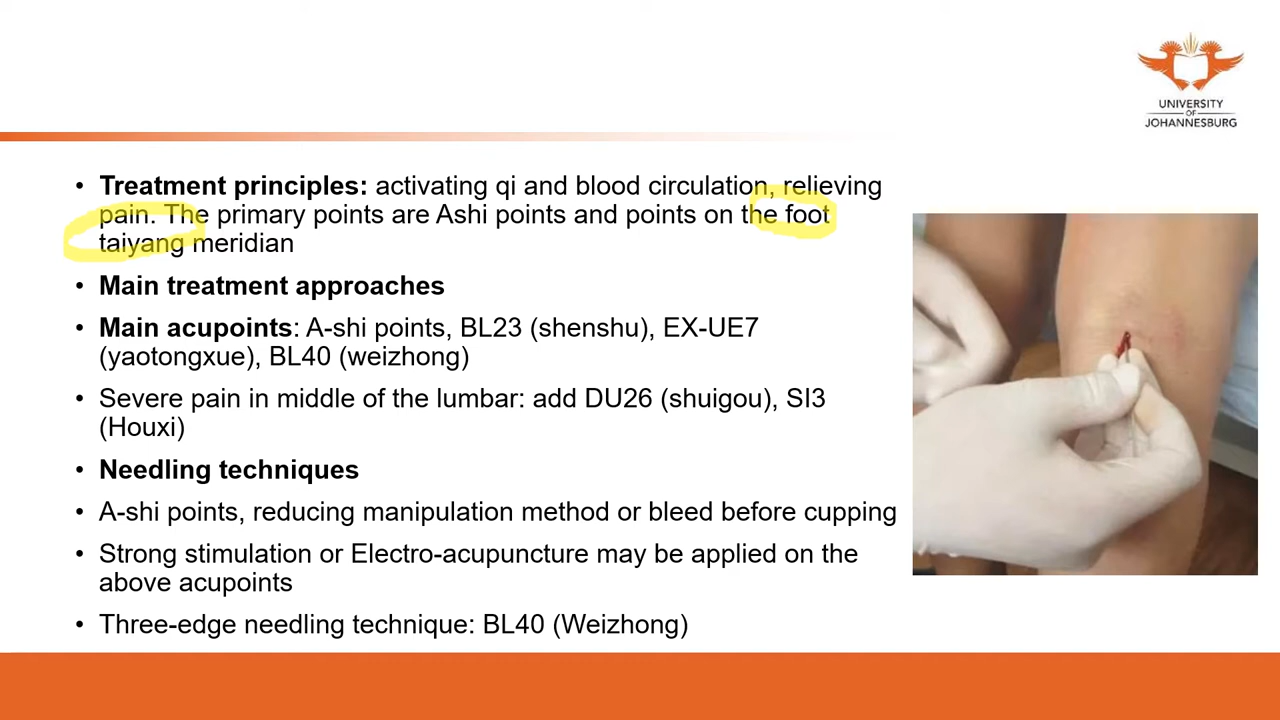 UNIVERSITY
OF
JOHANNESBURG
• Treatment principles: activating qi and blood circulation, relieving
pain. The primary points are Ashi points and points on the foot
taiyang meridian
• Main treatment approaches
• Main acupoints: A-shi points, BL23 (shenshu), EX-UE7
(yaotongxue), BL40 (weizhong)
• Severe pain in middle of the lumbar: add DU26 (shuigou), SI3
(Houxi)
• Needling techniques
• A-shi points, reducing manipulation method or bleed before cupping
• Strong stimulation or Electro-acupuncture may be applied on the
above acupoints
• Three-edge needling technique: BL40 (Weizhong)